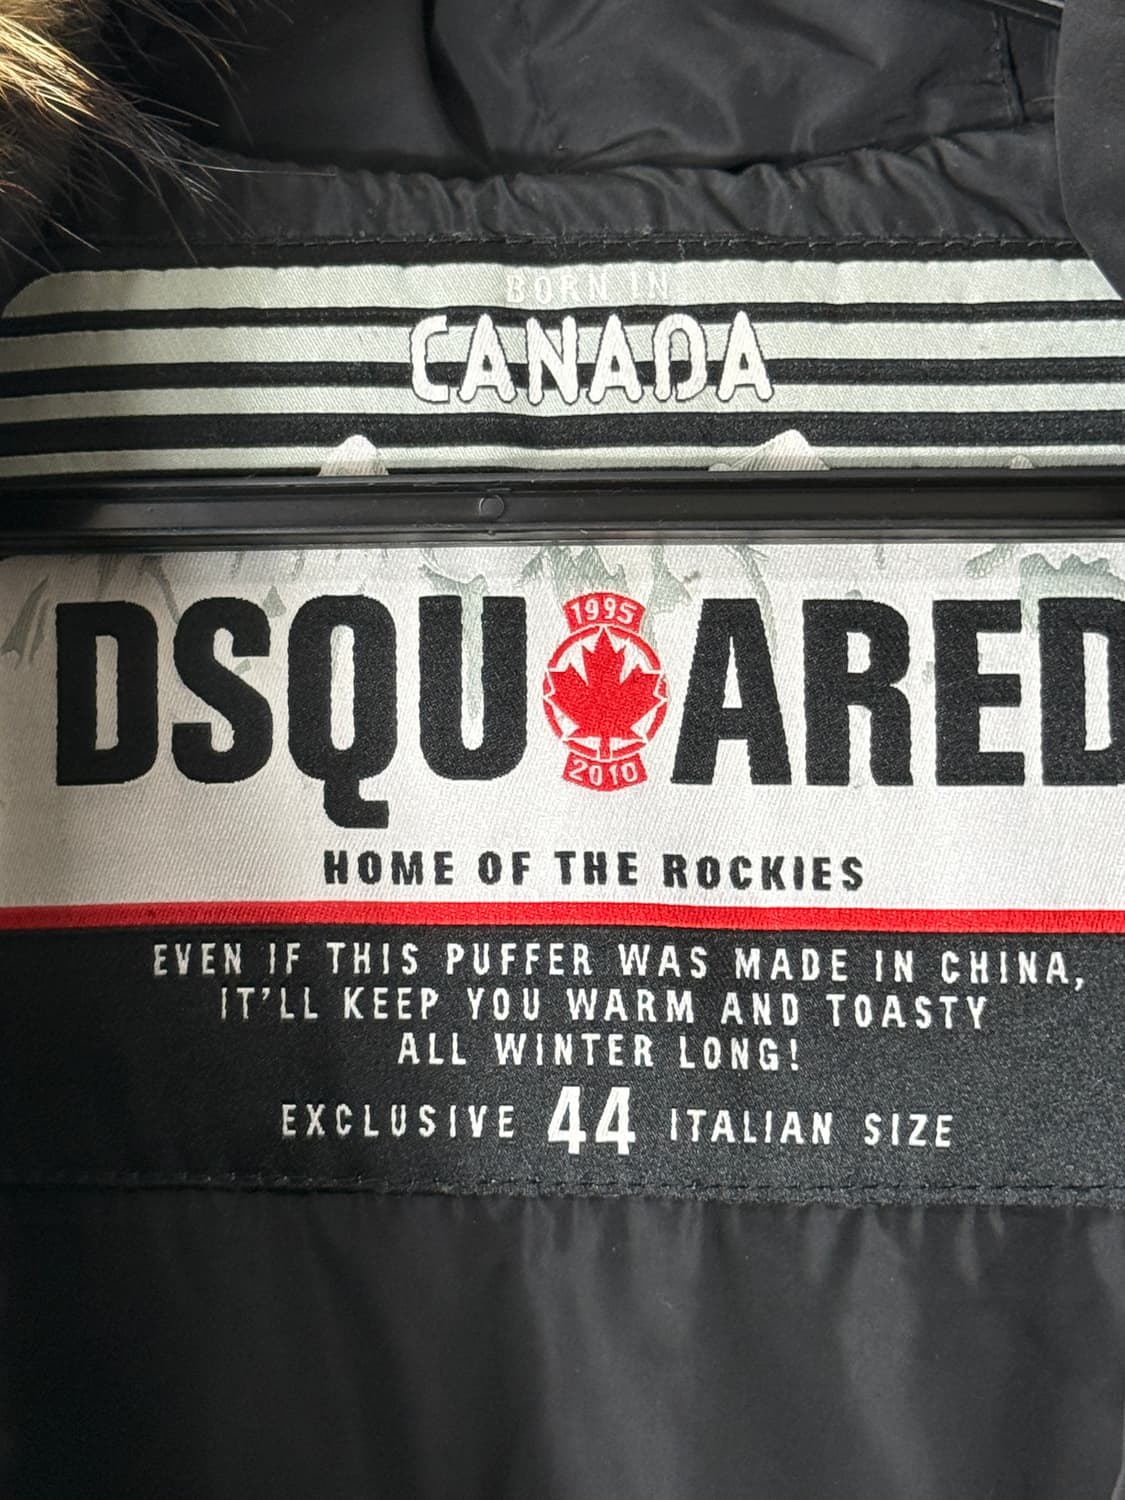 BORN IN
CANADA
1995
DSQU ARED
2010
HOME OF THE ROCKIES
EVEN IF THIS PUFFER WAS MADE IN CHINA,
IT'LL KEEP YOU WARM AND TOASTY
ALL WINTER LONG!
EXCLUSIVE 44 ITALIAN SIZE